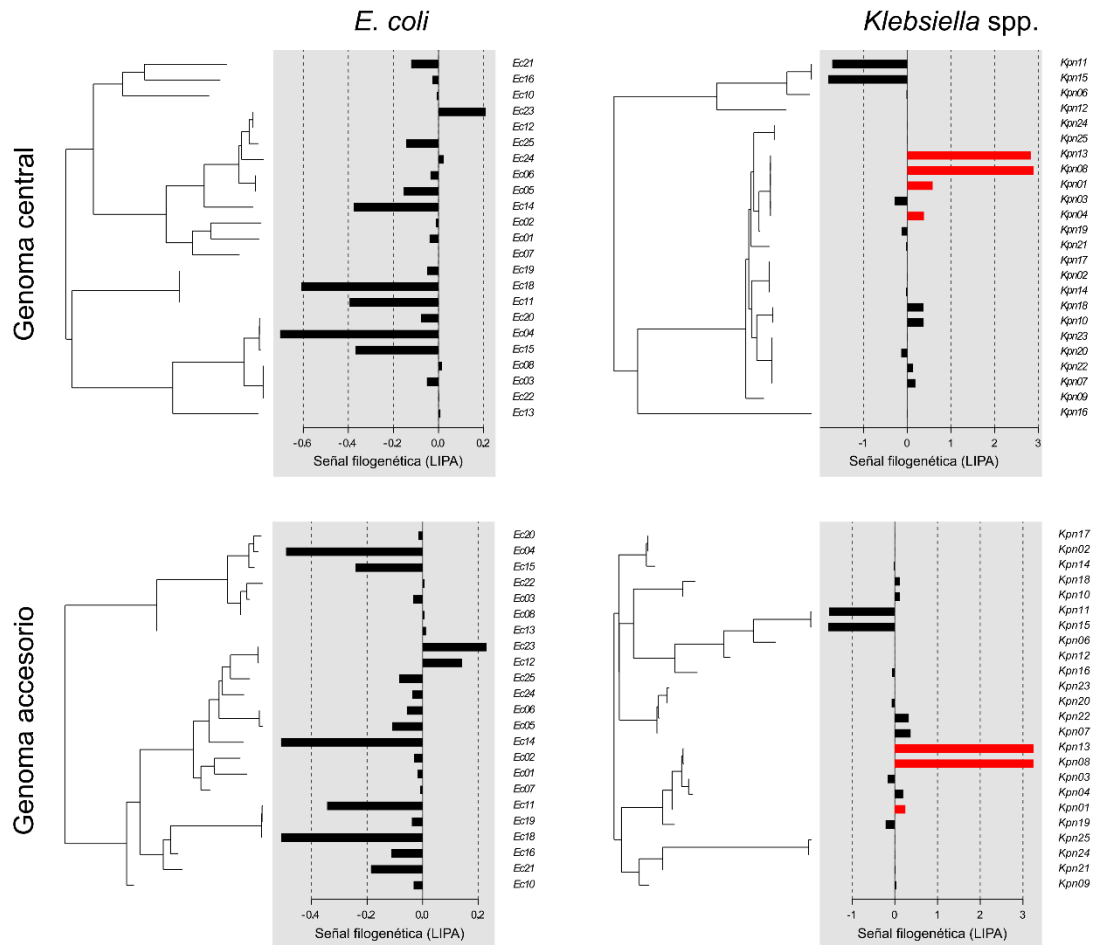 E. coli
Klebsiella spp.
Genoma central
Ec21
Ec16
Ec10
Ec23
Ec12
Ec25
Ec24
Ec06
Ec05
Ec14
Ec02
Ec01
Ec07
Ec19
Ec18
Ec11
Ec20
Ec04
Ec15
Ec08
Ec03
Ec22
Ec13
-0.6 -0.4 -0.2 0.0 0.2
Señal filogenética (LIPA)
Kpn11
Kpn15
Kpn06
Kpn12
Kpn24
Kpn25
Kpn13
Kpn08
Kpn01
Kpn03
Kpn04
Kpn19
Kpn21
Kpn17
Kpn02
Kpn14
Kpn18
Kpn10
Kpn23
Kpn20
Kpn22
Kpn07
Kpn09
Kpn16
-1 0 1 2 3
Señal filogenética (LIPA)
Genoma accesorio
Ec20
Ec04
Ec15
Ec22
Ec03
Ec08
Ec13
Ec23
Ec12
Ec25
Ec24
Ec06
Ec05
Ec14
Ec02
Ec01
Ec07
Ec11
Ec19
Ec18
Ec16
Ec21
Ec10
-0.4 -0.2 0.0 0.2
Señal filogenética (LIPA)
Kpn17
Kpn02
Kpn14
Kpn18
Kpn10
Kpn11
Kpn15
Kpn06
Kpn12
Kpn16
Kpn23
Kpn20
Kpn22
Kpn07
Kpn13
Kpn08
Kpn03
Kpn04
Kpn01
Kpn19
Kpn25
Kpn24
Kpn21
Kpn09
-1 0 1 2 3
Señal filogenética (LIPA)